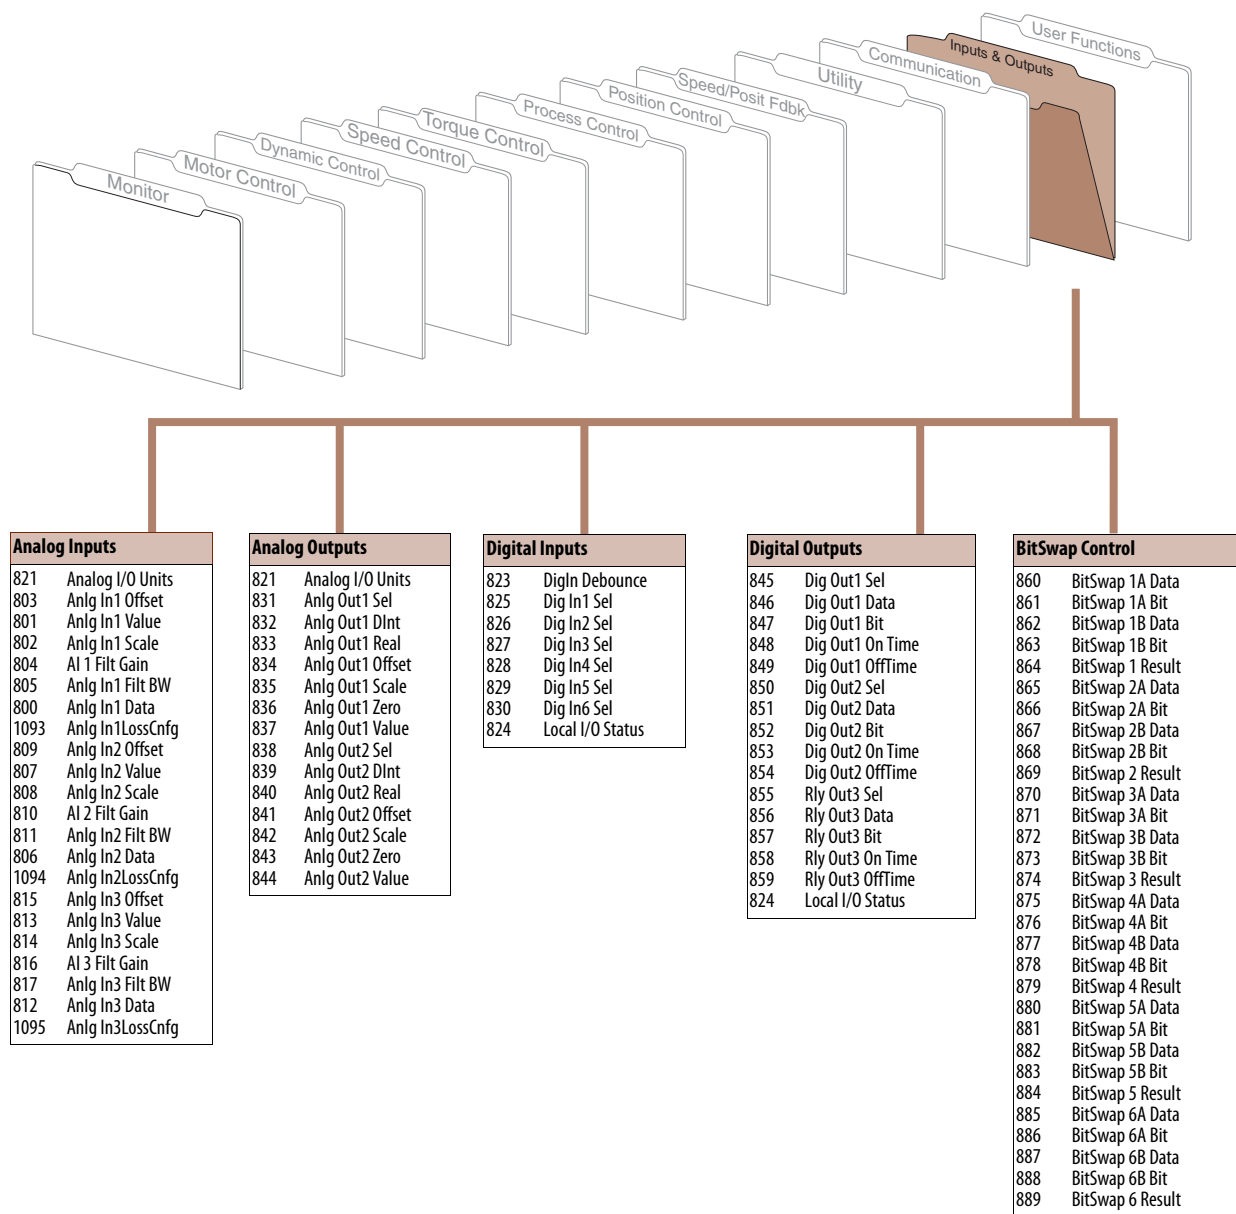 Monitor
Motor Control
Dynamic Control
Speed Control
Torque Control
Process Control
Position Control
Speed/Posit Fdbk
Utility
Communication
Inputs & Outputs
User Functions
Analog Inputs
821 Analog I/O Units
803 Anlg In1 Offset
801 Anlg In1 Value
802 Anlg In1 Scale
804 AI 1 Filt Gain
805 Anlg In1 Filt BW
800 Anlg In1 Data
1093 Anlg In1LossCnfg
809 Anlg In2 Offset
807 Anlg In2 Value
808 Anlg In2 Scale
810 AI 2 Filt Gain
811 Anlg In2 Filt BW
806 Anlg In2 Data
1094 Anlg In2LossCnfg
815 Anlg In3 Offset
813 Anlg In3 Value
814 Anlg In3 Scale
816 AI 3 Filt Gain
817 Anlg In3 Filt BW
812 Anlg In3 Data
1095 Anlg In3LossCnfg
Analog Outputs
821 Analog I/O Units
831 Anlg Out1 Sel
832 Anlg Out1 DInt
833 Anlg Out1 Real
834 Anlg Out1 Offset
835 Anlg Out1 Scale
836 Anlg Out1 Zero
837 Anlg Out1 Value
838 Anlg Out2 Sel
839 Anlg Out2 DInt
840 Anlg Out2 Real
841 Anlg Out2 Offset
842 Anlg Out2 Scale
843 Anlg Out2 Zero
844 Anlg Out2 Value
Digital Inputs
823 DigIn Debounce
825 Dig In1 Sel
826 Dig In2 Sel
827 Dig In3 Sel
828 Dig In4 Sel
829 Dig In5 Sel
830 Dig In6 Sel
824 Local I/O Status
Digital Outputs
845 Dig Out1 Sel
846 Dig Out1 Data
847 Dig Out1 Bit
848 Dig Out1 On Time
849 Dig Out1 OffTime
850 Dig Out2 Sel
851 Dig Out2 Data
852 Dig Out2 Bit
853 Dig Out2 On Time
854 Dig Out2 OffTime
855 Rly Out3 Sel
856 Rly Out3 Data
857 Rly Out3 Bit
858 Rly Out3 On Time
859 Rly Out3 OffTime
824 Local I/O Status
BitSwap Control
860 BitSwap 1A Data
861 BitSwap 1A Bit
862 BitSwap 1B Data
863 BitSwap 1B Bit
864 BitSwap 1 Result
865 BitSwap 2A Data
866 BitSwap 2A Bit
867 BitSwap 2B Data
868 BitSwap 2B Bit
869 BitSwap 2 Result
870 BitSwap 3A Data
871 BitSwap 3A Bit
872 BitSwap 3B Data
873 BitSwap 3B Bit
874 BitSwap 3 Result
875 BitSwap 4A Data
876 BitSwap 4A Bit
877 BitSwap 4B Data
878 BitSwap 4B Bit
879 BitSwap 4 Result
880 BitSwap 5A Data
881 BitSwap 5A Bit
882 BitSwap 5B Data
883 BitSwap 5B Bit
884 BitSwap 5 Result
885 BitSwap 6A Data
886 BitSwap 6A Bit
887 BitSwap 6B Data
888 BitSwap 6B Bit
889 BitSwap 6 Result